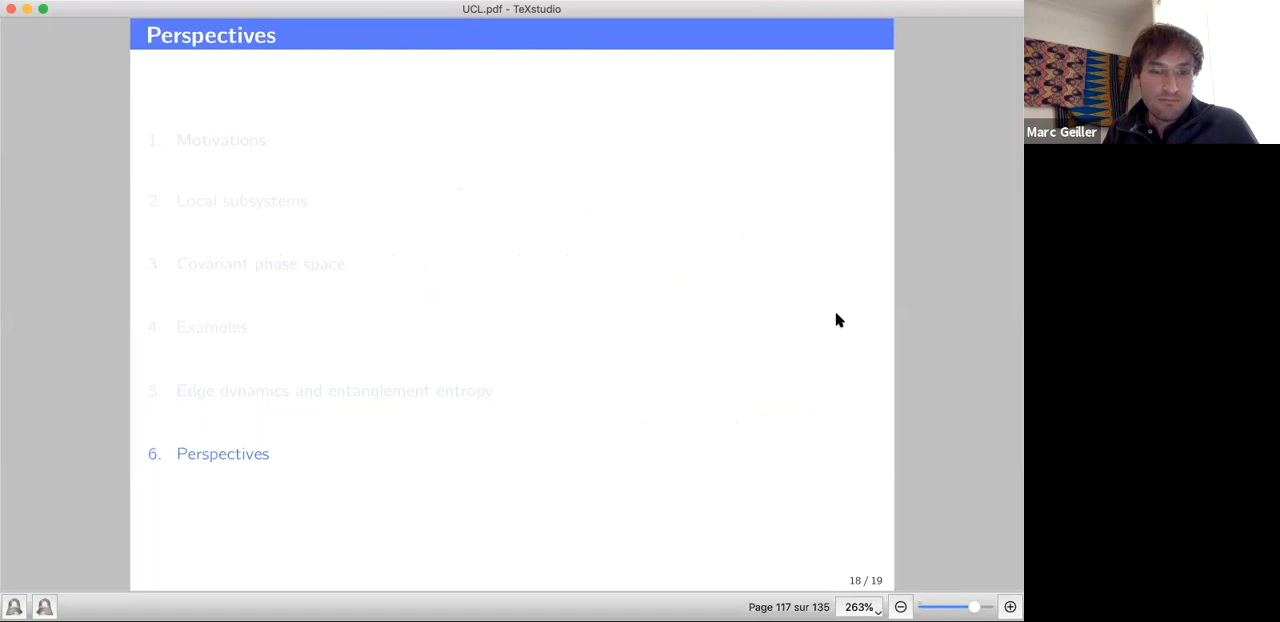 UCL.pdf - TeXstudio
Perspectives
1. Motivations
2. Local subsystems
3. Covariant phase space
4. Examples
5. Edge dynamics and entanglement entropy
6. Perspectives
18 / 19
Page 117 sur 135
263%
Marc Geiller